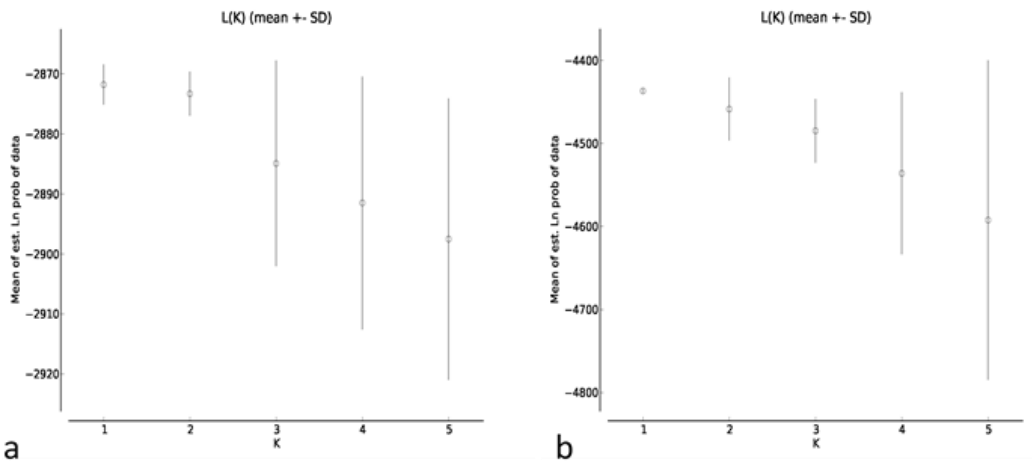 L(K) (mean +- SD)
Mean of est. Ln prob of data
−2870
−2880
−2890
−2900
−2910
−2920
1 2 3 4 5
K
a
L(K) (mean +- SD)
Mean of est. Ln prob of data
−4400
−4500
−4600
−4700
−4800
1 2 3 4 5
K
b